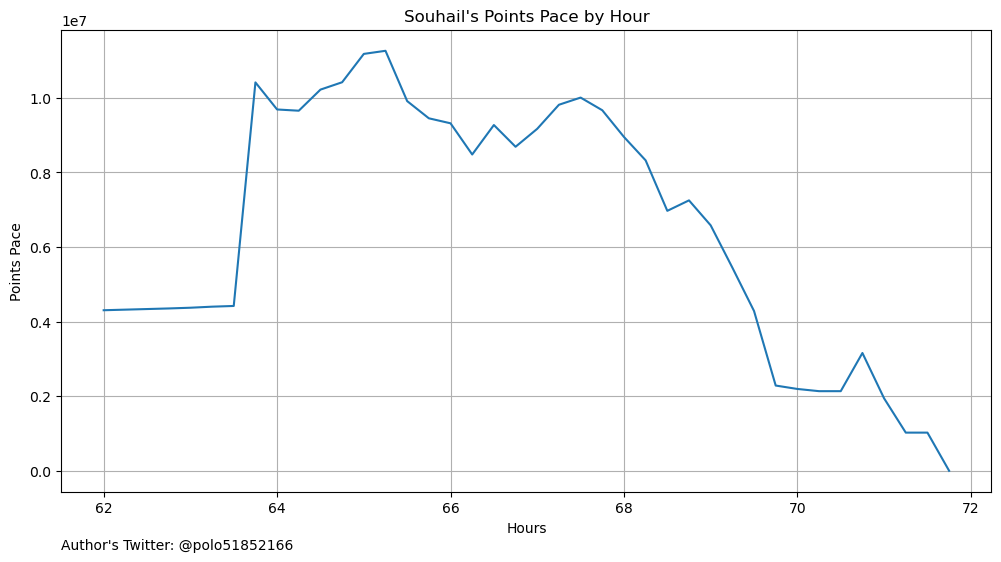 Souhail's Points Pace by Hour
1e7
1.0
0.8
0.6
0.4
0.2
0.0
Points Pace
62 64 66 68 70 72
Hours
Author's Twitter: @polo51852166